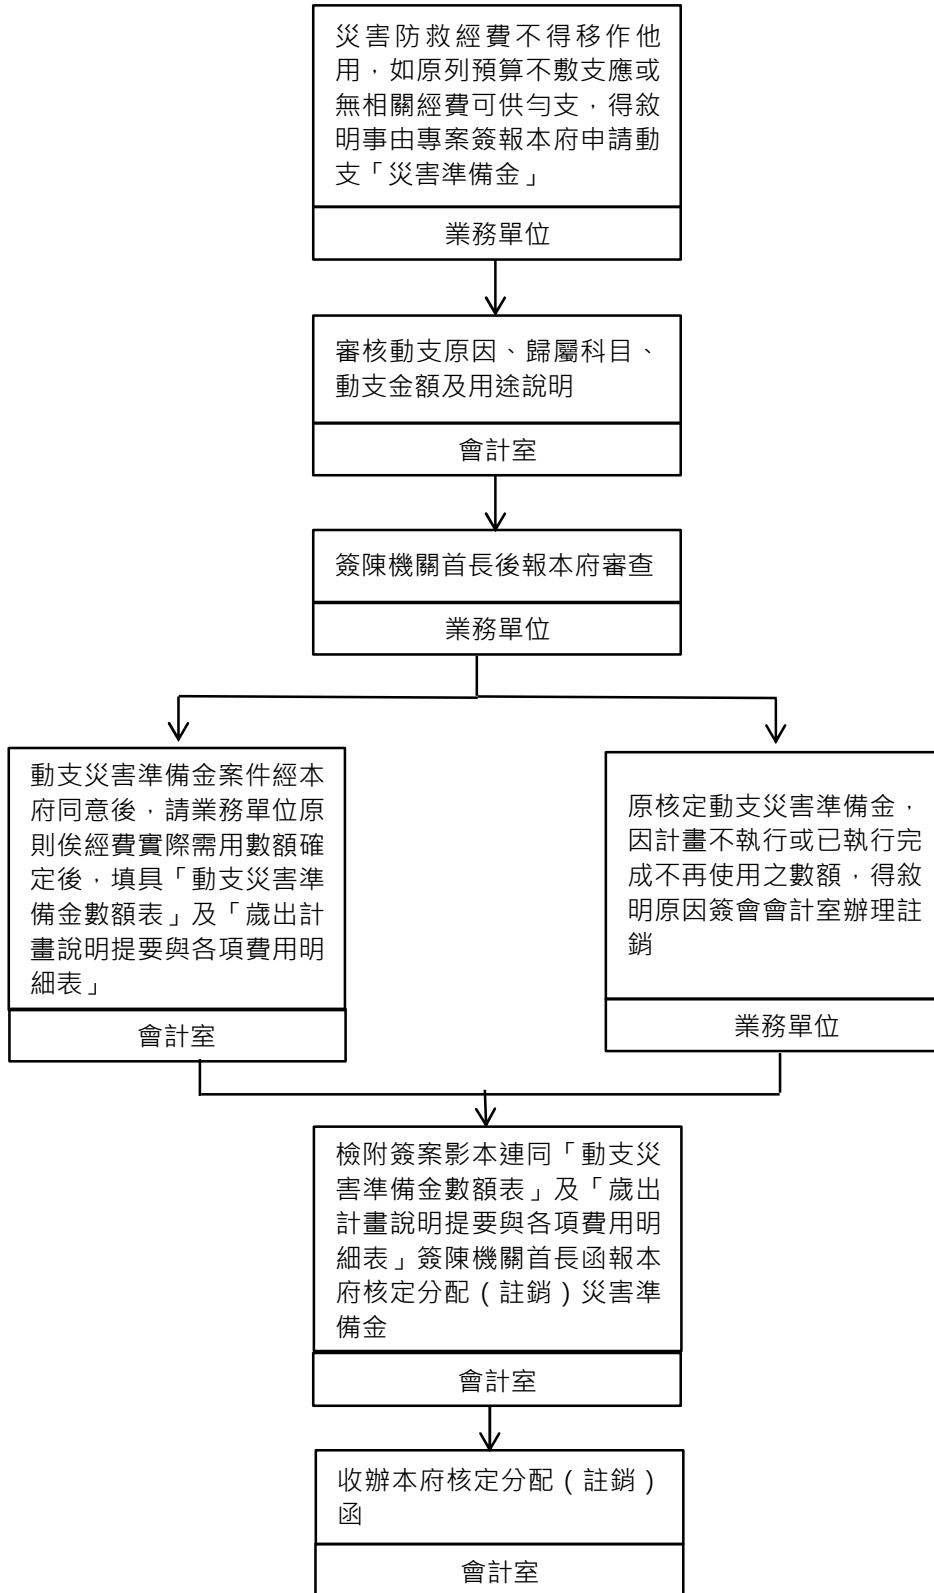 災害防救經費不得移作他
用，如原列預算不敷支應或
無相關經費可供勻支，得敘
明事由專案簽報本府申請動
支「災害準備金」
業務單位
審核動支原因、歸屬科目、
動支金額及用途說明
會計室
簽陳機關首長後報本府審查
業務單位
動支災害準備金案件經本
府同意後，請業務單位原
則俟經費實際需用數額確
定後，填具「動支災害準
備金數額表」及「歲出計
畫說明提要與各項費用明
細表」
會計室
原核定動支災害準備金，
因計畫不執行或已執行完
成不再使用之數額，得敘
明原因簽會會計室辦理註
銷
業務單位
檢附簽案影本連同「動支災
害準備金數額表」及「歲出
計畫說明提要與各項費用明
細表」簽陳機關首長函報本
府核定分配（註銷）災害準
備金
會計室
收辦本府核定分配（註銷）
函
會計室